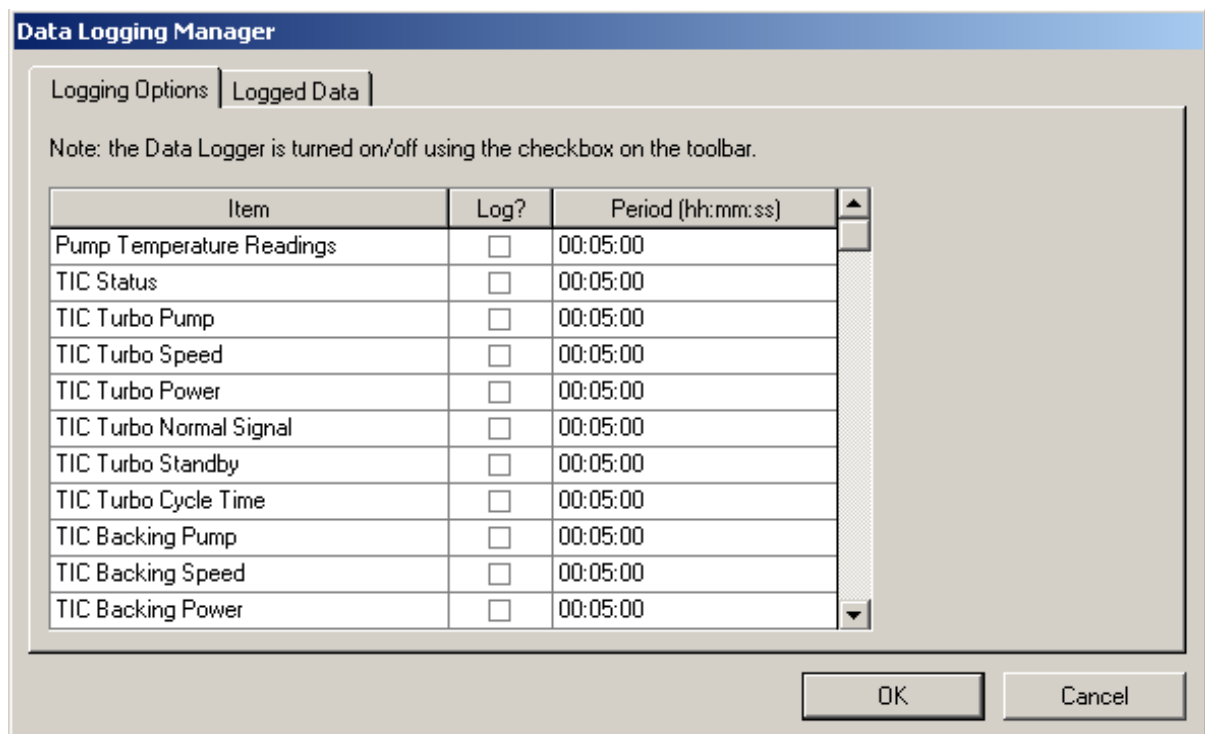 Data Logging Manager
Logging Options Logged Data
Note: the Data Logger is turned on/off using the checkbox on the toolbar.
Item Log? Period (hh:mm:ss)
Pump Temperature Readings 00:05:00
TIC Status 00:05:00
TIC Turbo Pump 00:05:00
TIC Turbo Speed 00:05:00
TIC Turbo Power 00:05:00
TIC Turbo Normal Signal 00:05:00
TIC Turbo Standby 00:05:00
TIC Turbo Cycle Time 00:05:00
TIC Backing Pump 00:05:00
TIC Backing Speed 00:05:00
TIC Backing Power 00:05:00
OK Cancel